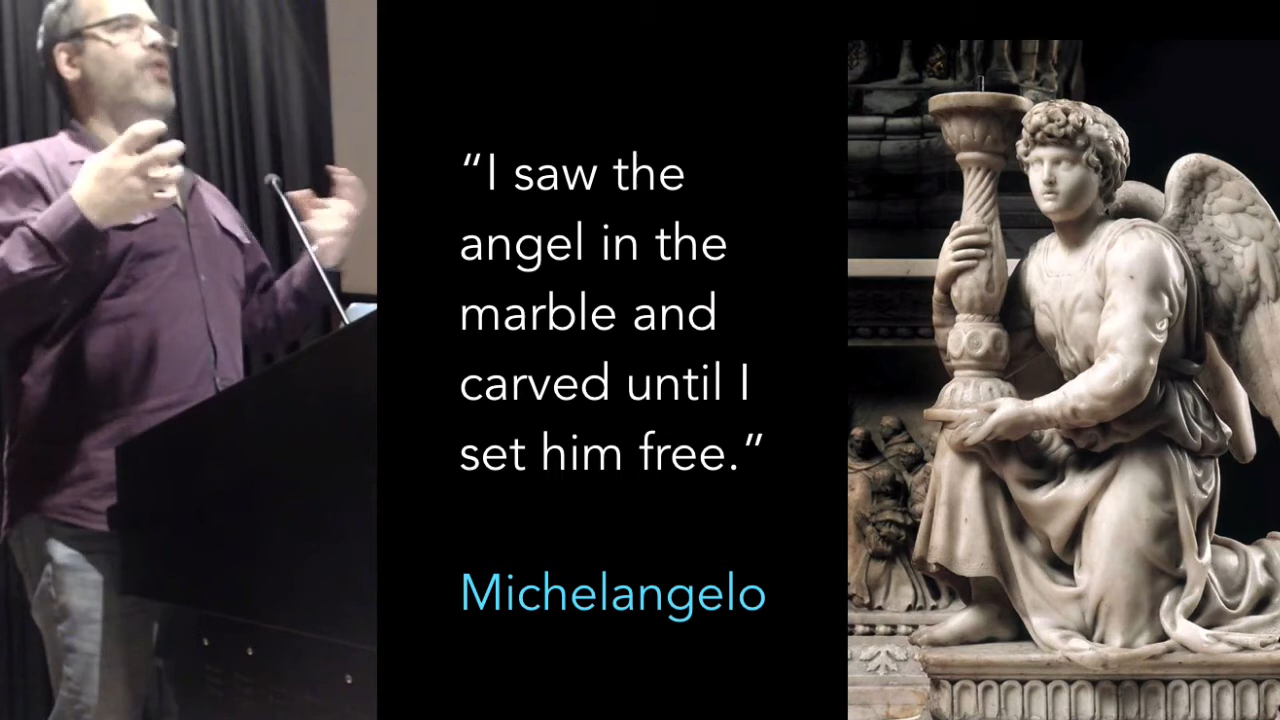 “I saw the
angel in the
marble and
carved until I
set him free.”
Michelangelo